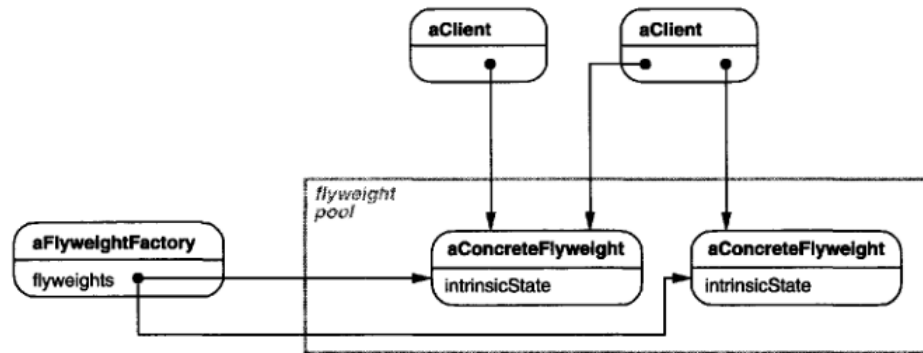 aClient
aClient
flyweight
pool
aFlyweightFactory
flyweights
aConcreteFlyweight
intrinsicState
aConcreteFlyweight
intrinsicState